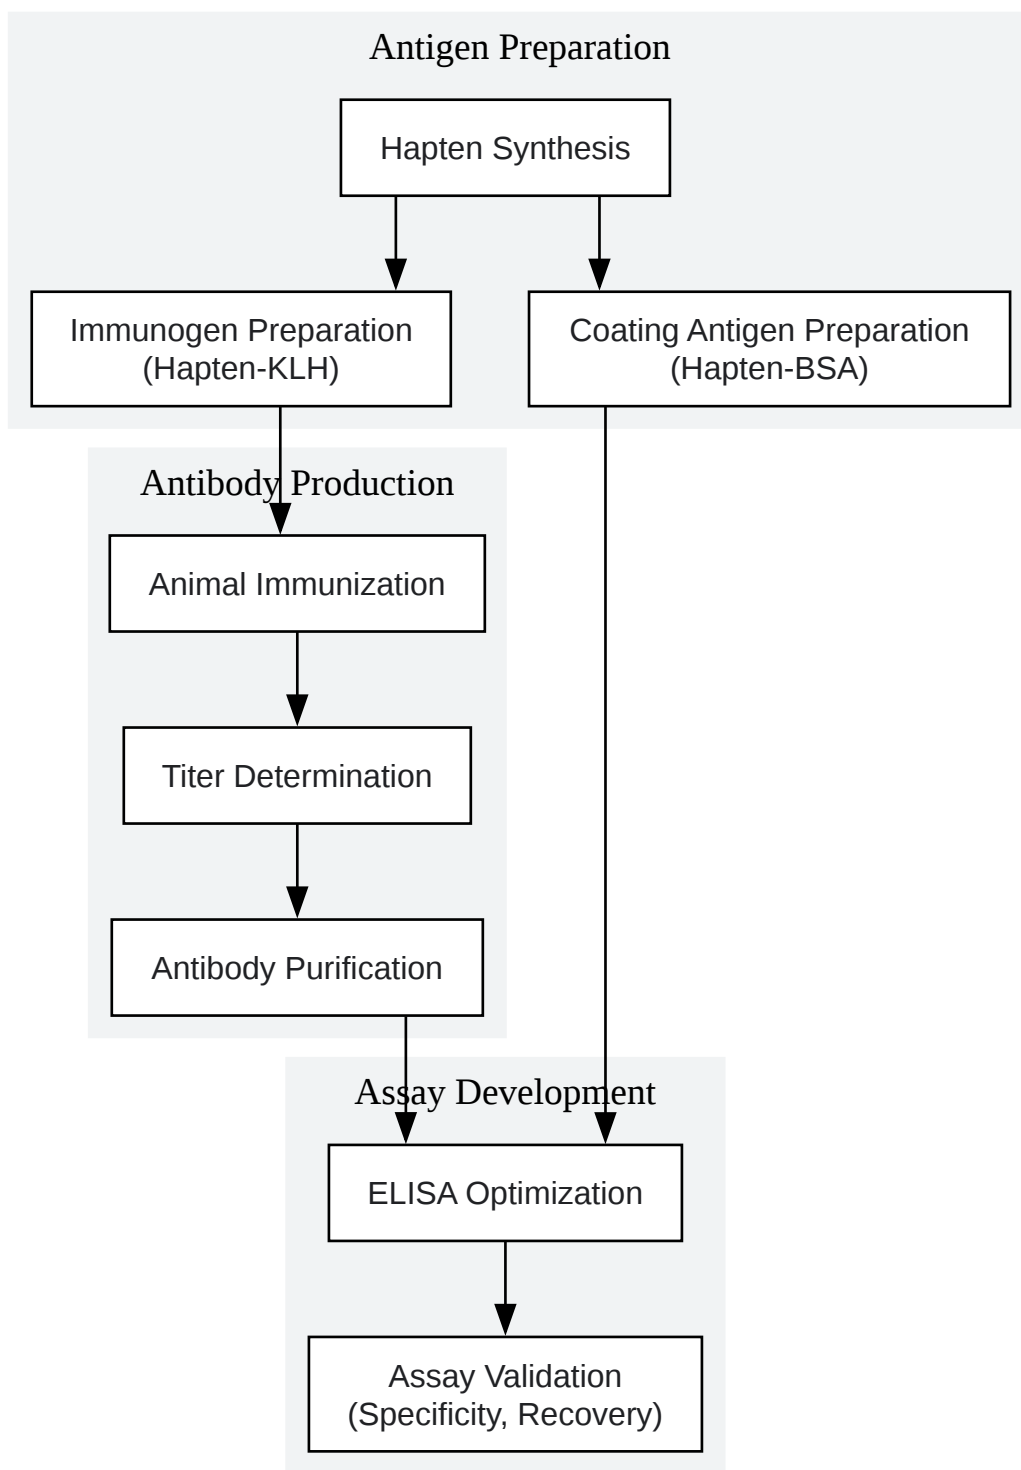 Antigen Preparation
Hapten Synthesis
Immunogen Preparation
(Hapten-KLH)
Coating Antigen Preparation
(Hapten-BSA)
Antibody Production
Animal Immunization
Titer Determination
Antibody Purification
Assay Development
ELISA Optimization
Assay Validation
(Specificity, Recovery)